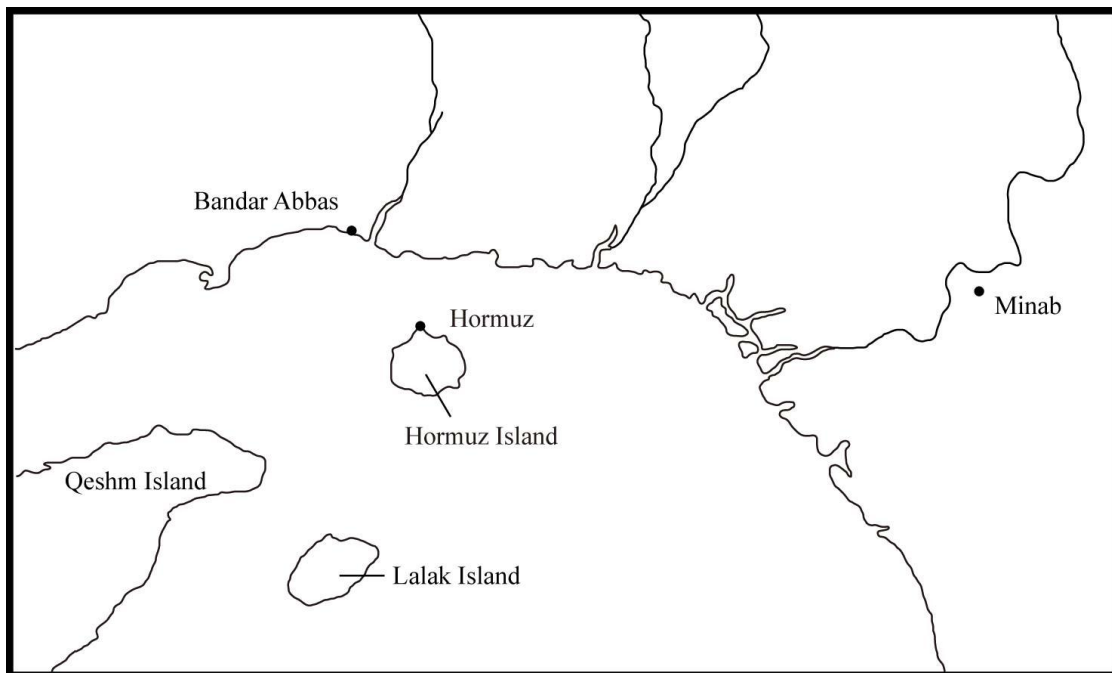 Bandar Abbas
Minab
Hormuz
Hormuz Island
Qeshm Island
Lalak Island